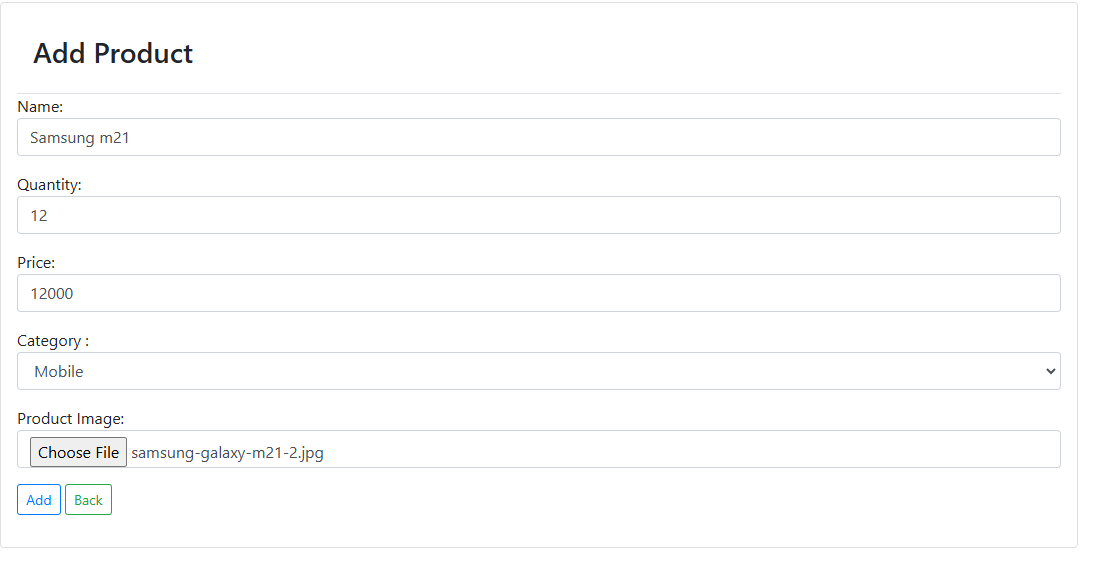 Add Product
Name:
Samsung m21
Quantity:
12
Price:
12000
Category :
Mobile
Product Image:
Choose File samsung-galaxy-m21-2.jpg
Add Back